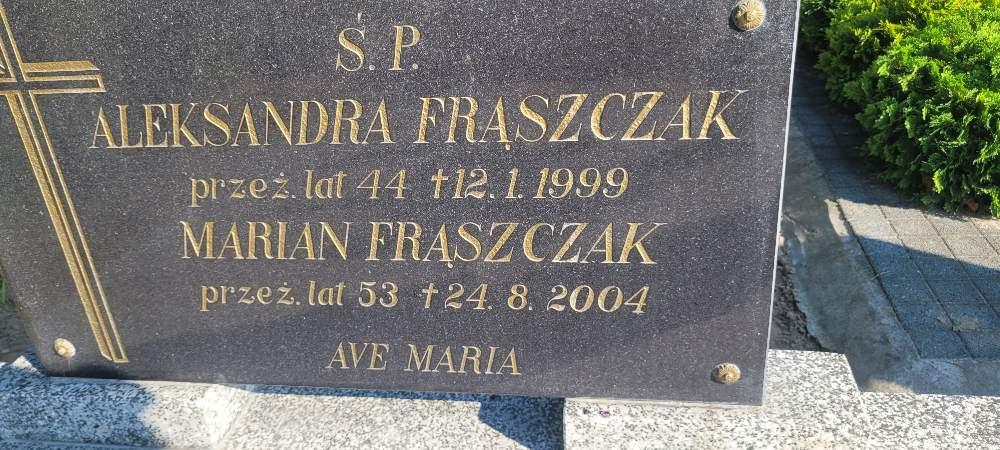 S. P.
ALEKSANDRA FRĄSZCZAK
przeż. lat 44 † 12. 1. 1999
MARIAN FRĄSZCZAK
przeż. lat 53 † 24. 8. 2004
AVE MARIA